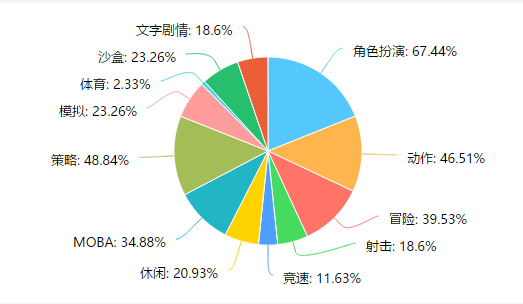 文字剧情: 18.6%
角色扮演: 67.44%
沙盒: 23.26%
体育: 2.33%
模拟: 23.26%
策略: 48.84%
动作: 46.51%
冒险: 39.53%
MOBA: 34.88%
射击: 18.6%
休闲: 20.93%
竞速: 11.63%